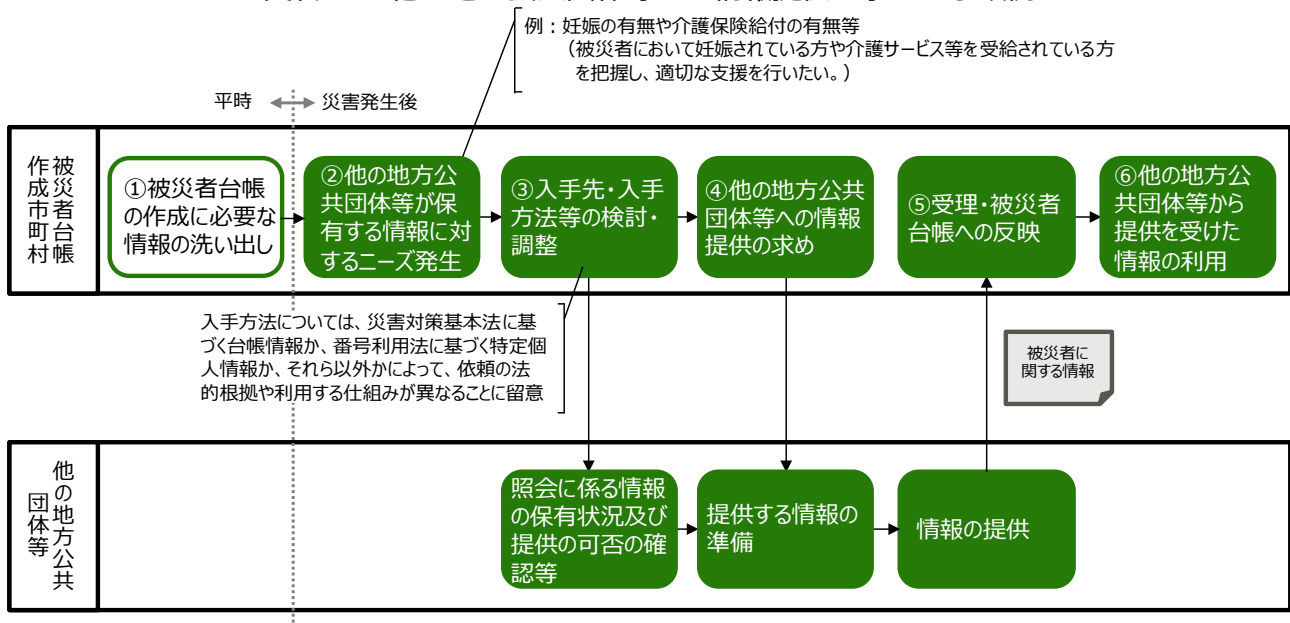 例：妊娠の有無や介護保険給付の有無等
（被災者において妊娠されている方や介護サービス等を受給されている方
を把握し、適切な支援を行いたい。）
平時
災害発生後
被災者台帳
作成市町村
①被災者台帳
の作成に必要な
情報の洗い出し
②他の地方公
共団体等が保
有する情報に対
するニーズ発生
③入手先・入手
方法等の検討・
調整
④他の地方公共
団体等への情報
提供の求め
⑤受理・被災者
台帳への反映
⑥他の地方公
共団体等から
提供を受けた
情報の利用
入手方法については、災害対策基本法に基
づく台帳情報か、番号利用法に基づく特定個
人情報か、それら以外かによって、依頼の法
的根拠や利用する仕組みが異なることに留意
被災者に
関する情報
他の地方公共
団体等
照会に係る情報
の保有状況及び
提供の可否の確
認等
提供する情報の
準備
情報の提供